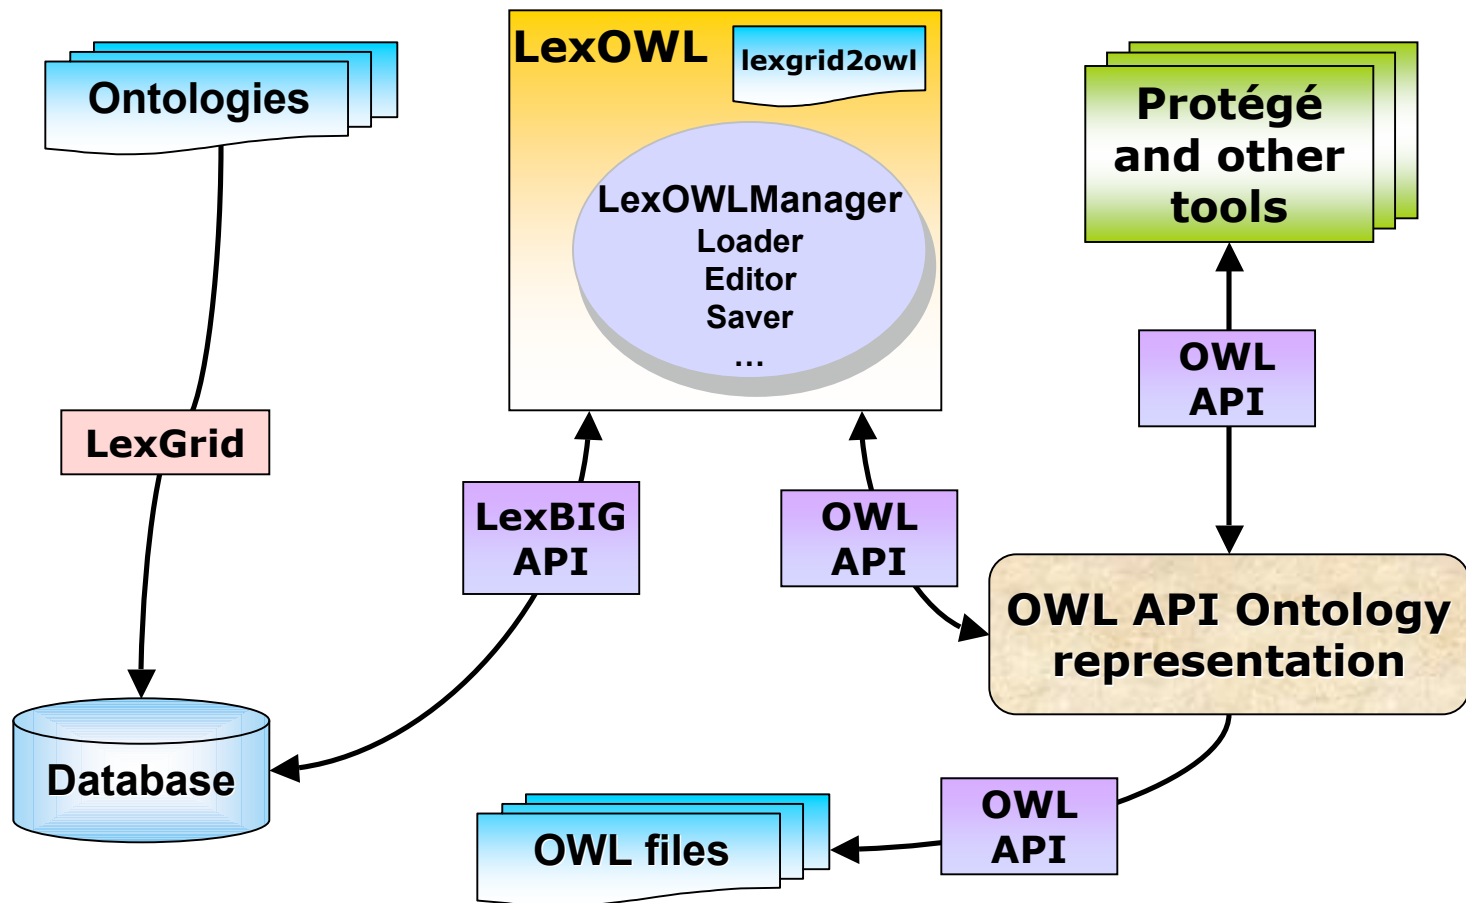 Ontologies
LexOWL
lexgrid2owl
LexOWLManager
Loader
Editor
Saver
...
Protégé
and other
tools
LexGrid
LexBIG
API
OWL
API
OWL
API
OWL API Ontology
representation
Database
OWL files
OWL
API